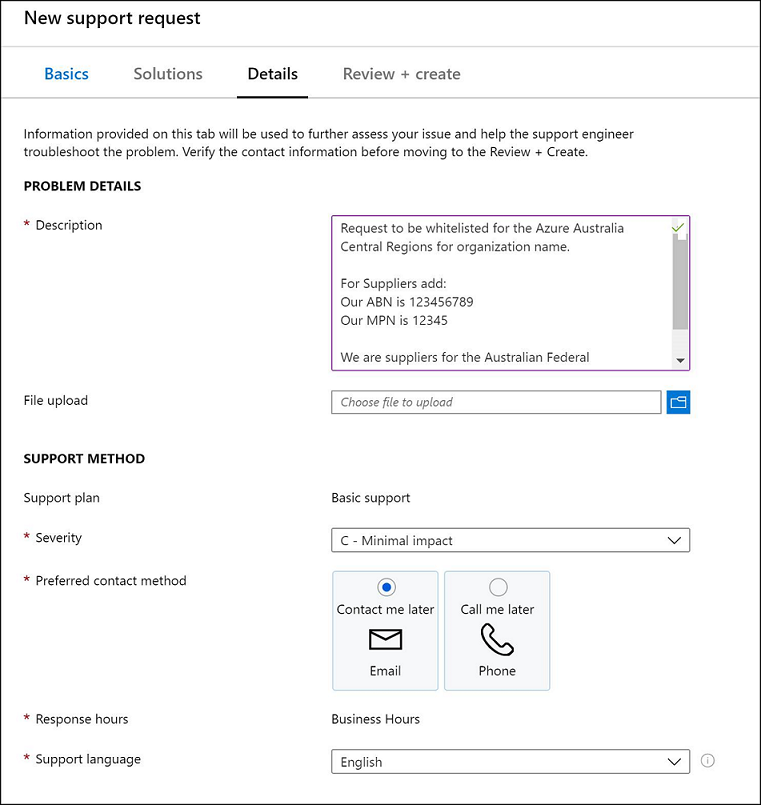 New support request
Basics Solutions Details Review + create
Information provided on this tab will be used to further assess your issue and help the support engineer
troubleshoot the problem. Verify the contact information before moving to the Review + Create.
PROBLEM DETAILS
* Description
Request to be whitelisted for the Azure Australia
Central Regions for organization name.
For Suppliers add:
Our ABN is 123456789
Our MPN is 12345
We are suppliers for the Australian Federal
File upload Choose file to upload
SUPPORT METHOD
Support plan Basic support
* Severity C - Minimal impact
* Preferred contact method
Contact me later Call me later
Email Phone
* Response hours Business Hours
* Support language English